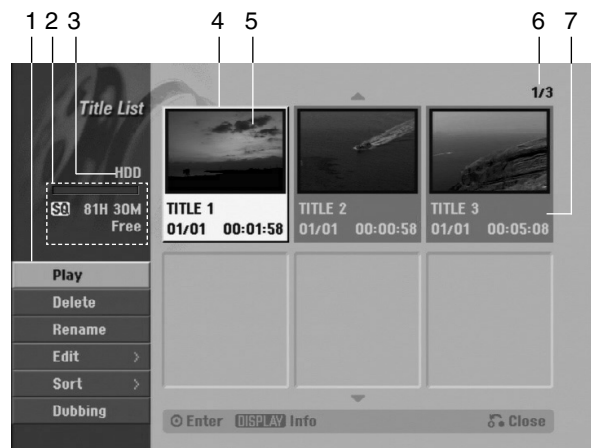 1 2 3 4 5 6 7
1/3
Title List
HDD
SQ 81H 30M
Free
TITLE 1
01/01 00:01:58
TITLE 2
01/01 00:00:58
TITLE 3
01/01 00:05:08
Play
Delete
Rename
Edit >
Sort >
Dubbing
Enter DISPLAY Info Close